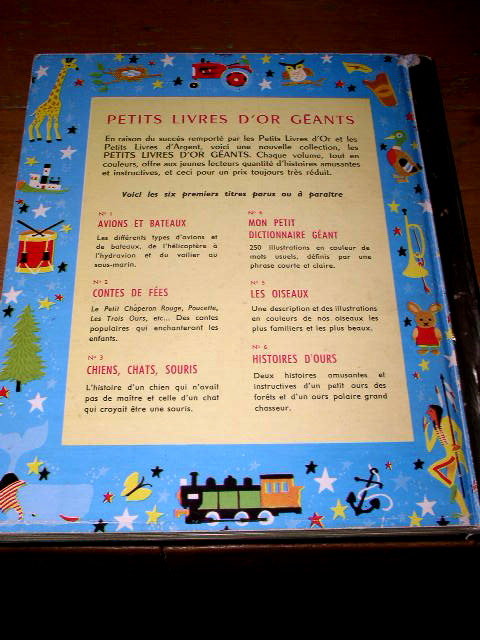 PETITS LIVRES D'OR GÉANTS
En raison du succès remporté par les Petits Livres d'Or et les
Petits Livres d'Argent, voici une nouvelle collection, les
PETITS LIVRES D'OR GÉANTS. Chaque volume, tout en
couleurs, offre aux jeunes lecteurs quantité d'histoires amusantes
et instructives, et ceci pour un prix toujours très réduit.
Voici les six premiers titres parus ou à paraître
N° 1
AVIONS ET BATEAUX
Les différents types d'avions et
de bateaux, de l'hélicoptère à
l'hydravion et du voilier au
sous-marin.
N° 2
CONTES DE FÉES
Le Petit Chaperon Rouge, Poucette,
Les Trois Ours, etc... Des contes
populaires qui enchanteront les
enfants.
N° 3
CHIENS, CHATS, SOURIS
L'histoire d'un chien qui n'avait
pas de maître et celle d'un chat
qui croyait être une souris.
N° 4
MON PETIT
DICTIONNAIRE GÉANT
250 illustrations en couleur de
mots usuels, définis par une
phrase courte et claire.
N° 5
LES OISEAUX
Une description et des illustrations
en couleurs de nos oiseaux les
plus familiers et les plus beaux.
N° 6
HISTOIRES D'OURS
Deux histoires amusantes et
instructives d'un petit ours des
forêts et d'un ours polaire grand
chasseur.